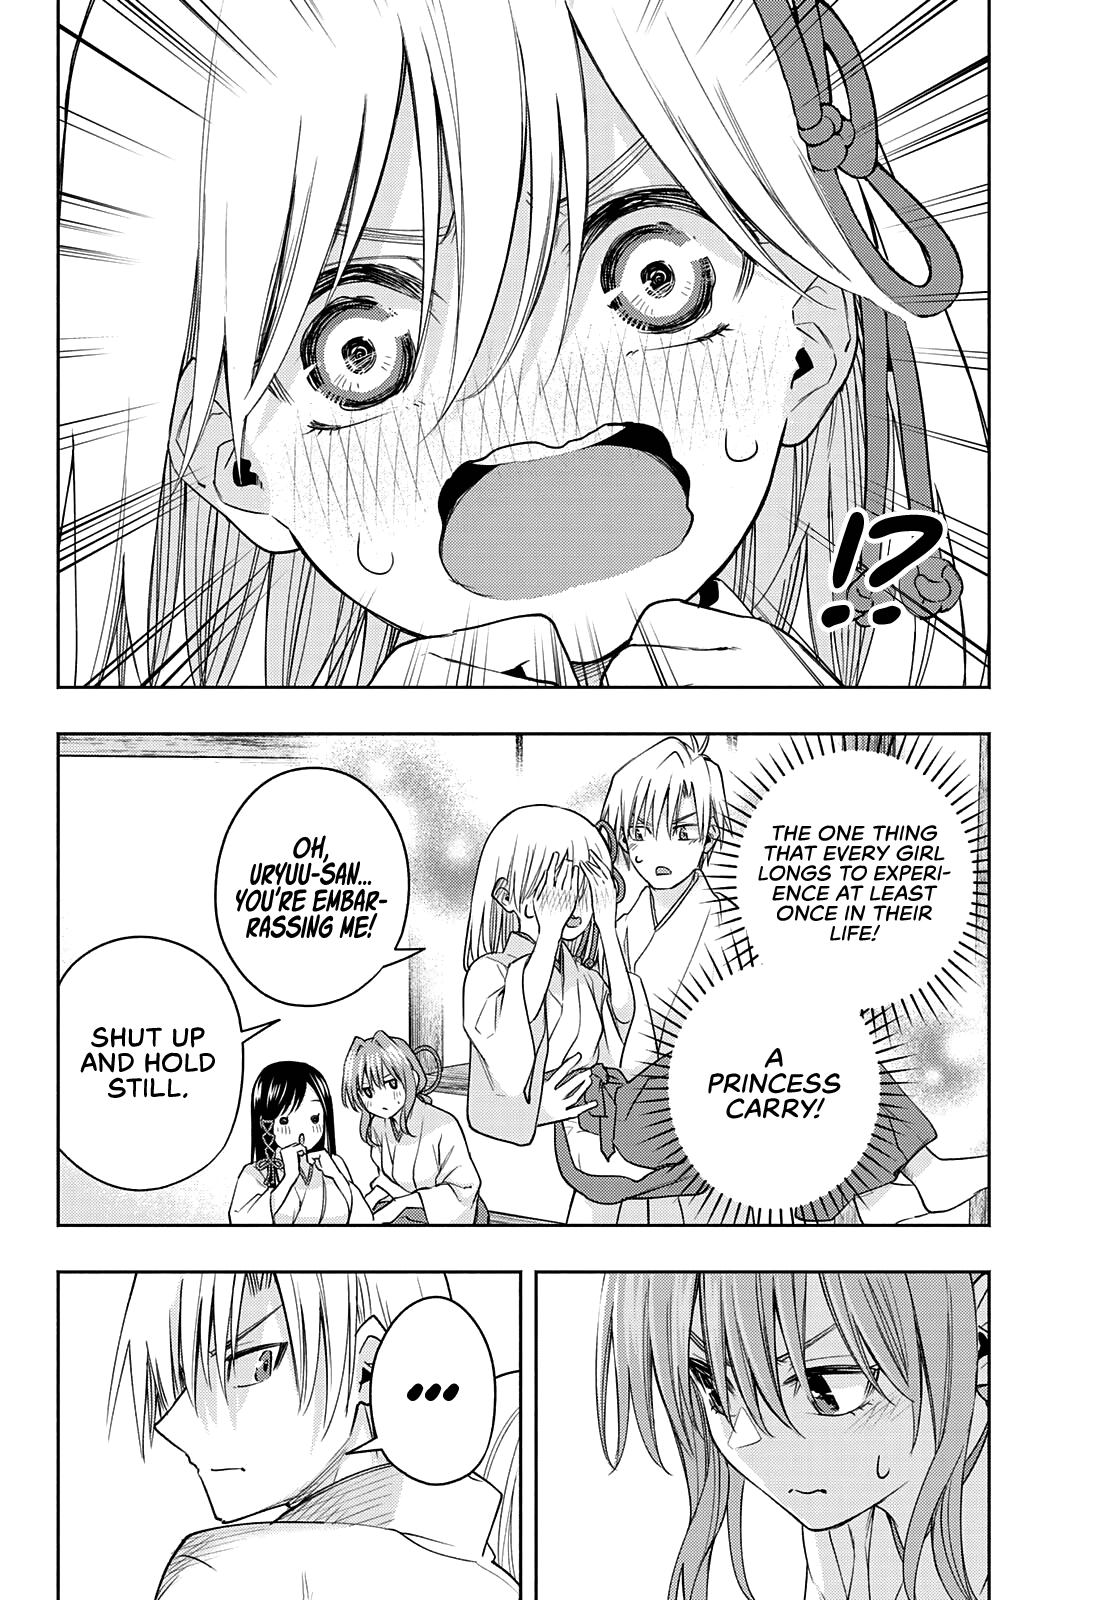 !?
THE ONE THING
THAT EVERY GIRL
LONGS TO EXPERI-
ENCE AT LEAST
ONCE IN THEIR
LIFE!
A
PRINCESS
CARRY!
OH,
URYUU-SAN...
YOU'RE EMBAR-
RASSING ME!
SHUT UP
AND HOLD
STILL.
...